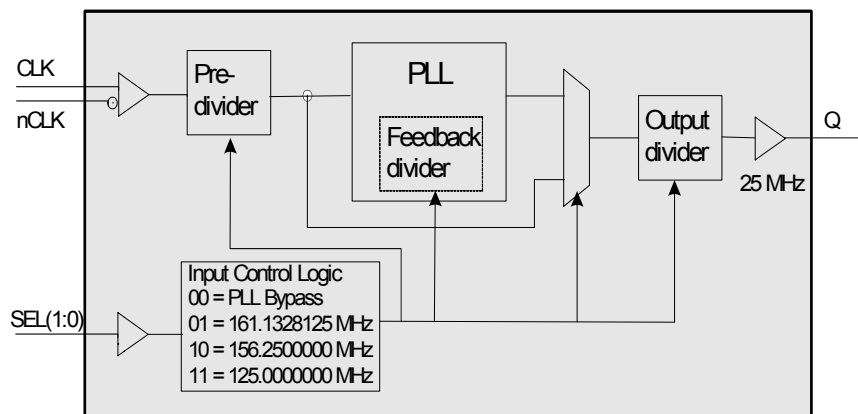 CLK
nCLK
Pre-
divider
PLL
Feedback
divider
Output
divider
Q
25 MHz
SEL(1:0)
Input Control Logic
00 = PLL Bypass
01 = 161.1328125 MHz
10 = 156.2500000 MHz
11 = 125.0000000 MHz